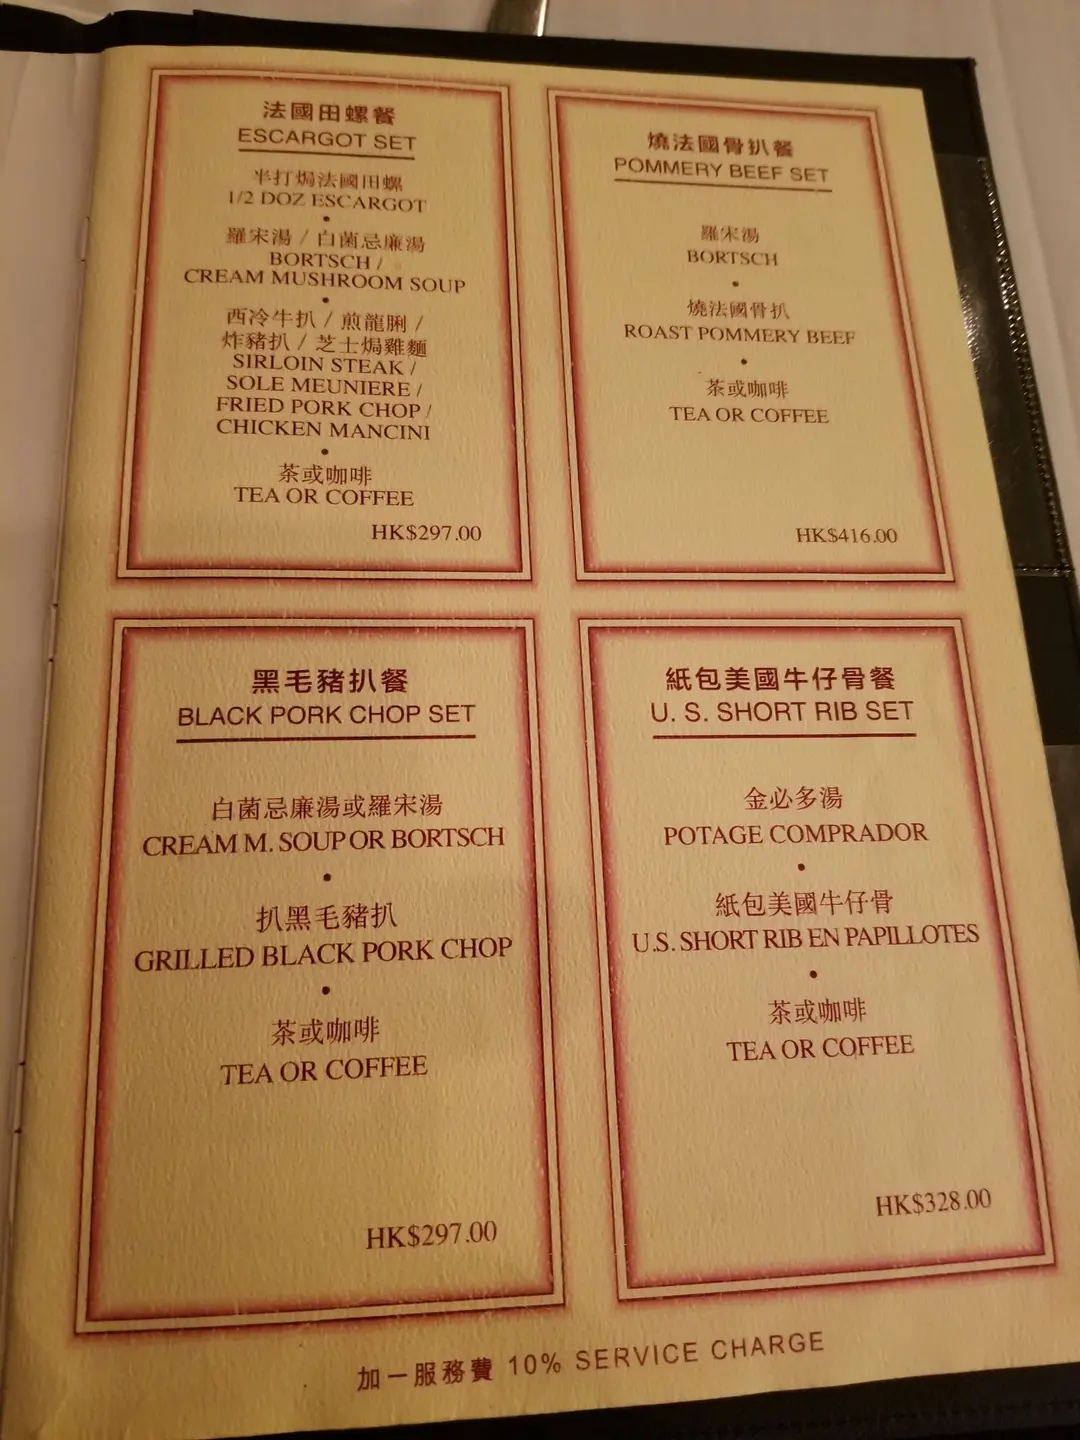 法國田螺餐
ESCARGOT SET
半打焗法國田螺
1/2 DOZ ESCARGOT
•
羅宋湯 / 白菌忌廉湯
BORTSCH /
CREAM MUSHROOM SOUP
•
西冷牛扒 / 煎龍脷 /
炸豬扒 / 芝士焗雞麵
SIRLOIN STEAK /
SOLE MEUNIERE /
FRIED PORK CHOP /
CHICKEN MANCINI
•
茶或咖啡
TEA OR COFFEE
HK$297.00
燒法國骨扒餐
POMMERY BEEF SET
羅宋湯
BORTSCH
•
燒法國骨扒
ROAST POMMERY BEEF
•
茶或咖啡
TEA OR COFFEE
HK$416.00
黑毛豬扒餐
BLACK PORK CHOP SET
白菌忌廉湯或羅宋湯
CREAM M. SOUP OR BORTSCH
•
扒黑毛豬扒
GRILLED BLACK PORK CHOP
•
茶或咖啡
TEA OR COFFEE
HK$297.00
紙包美國牛仔骨餐
U. S. SHORT RIB SET
金必多湯
POTAGE COMPRADOR
•
紙包美國牛仔骨
U.S. SHORT RIB EN PAPILLOTES
•
茶或咖啡
TEA OR COFFEE
HK$328.00
加一服務費 10% SERVICE CHARGE